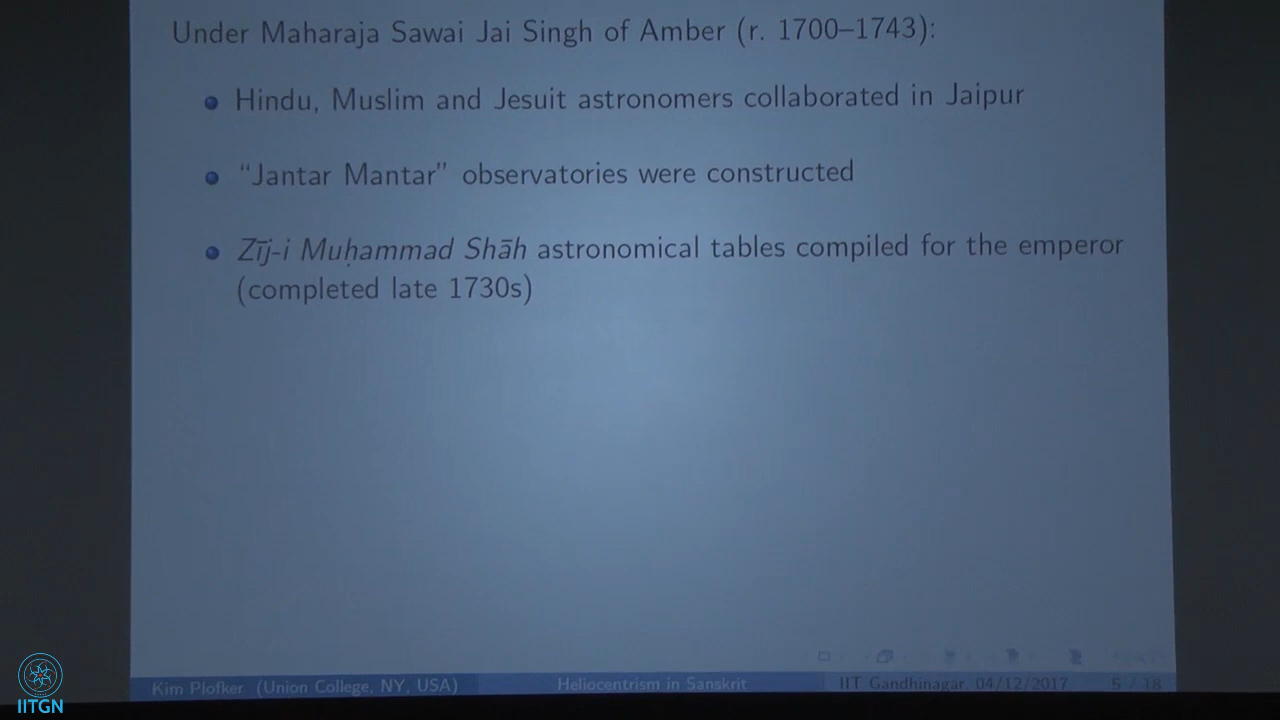 Under Maharaja Sawai Jai Singh of Amber (r. 1700–1743):
Hindu, Muslim and Jesuit astronomers collaborated in Jaipur
“Jantar Mantar” observatories were constructed
Zīj-i Muḥammad Shāh astronomical tables compiled for the emperor
(completed late 1730s)
Kim Plofker (Union College, NY, USA) Heliocentrism in Sanskrit IIT Gandhinagar, 04/12/2017 5 / 18
IITGN